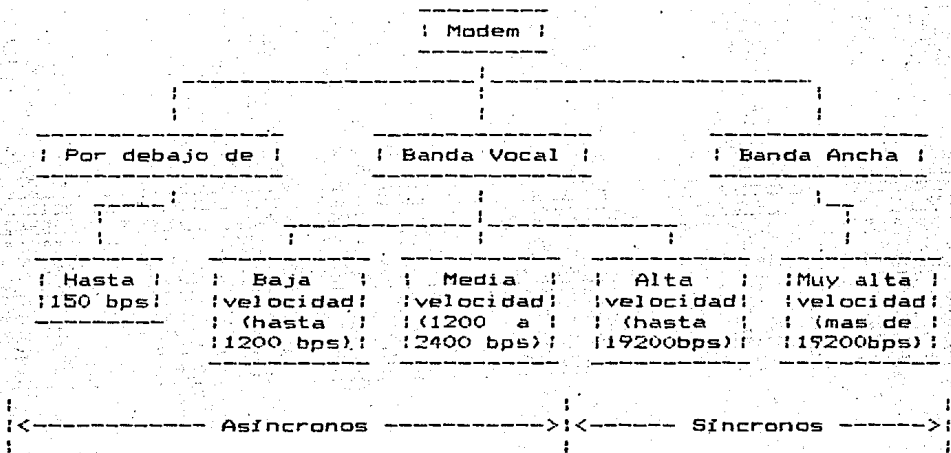 Modem
Por debajo de Banda Vocal Banda Ancha
Hasta Baja Media Alta Muy alta
150 bps velocidad velocidad velocidad velocidad
(hasta (1200 a (hasta (mas de
1200 bps) 2400 bps) 19200bps) 19200bps)
|<----------- Asíncronos ----------->|<------ Síncronos ------>|